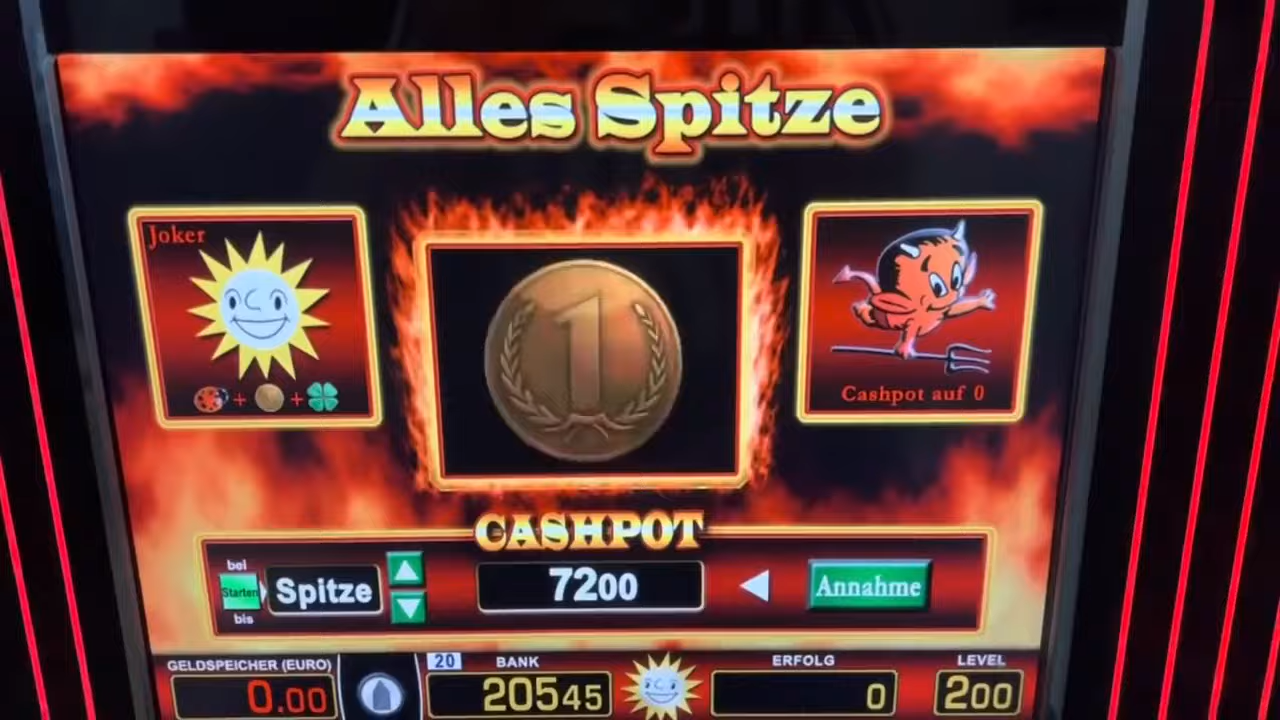 Alles Spitze
Joker
1
+ +
Cashpot auf 0
CASHPOT
bei
Starten
bis
Spitze
7200
Annahme
GELDSPEICHER (EURO)
0.00
20
BANK
20545
ERFOLG
0
LEVEL
200